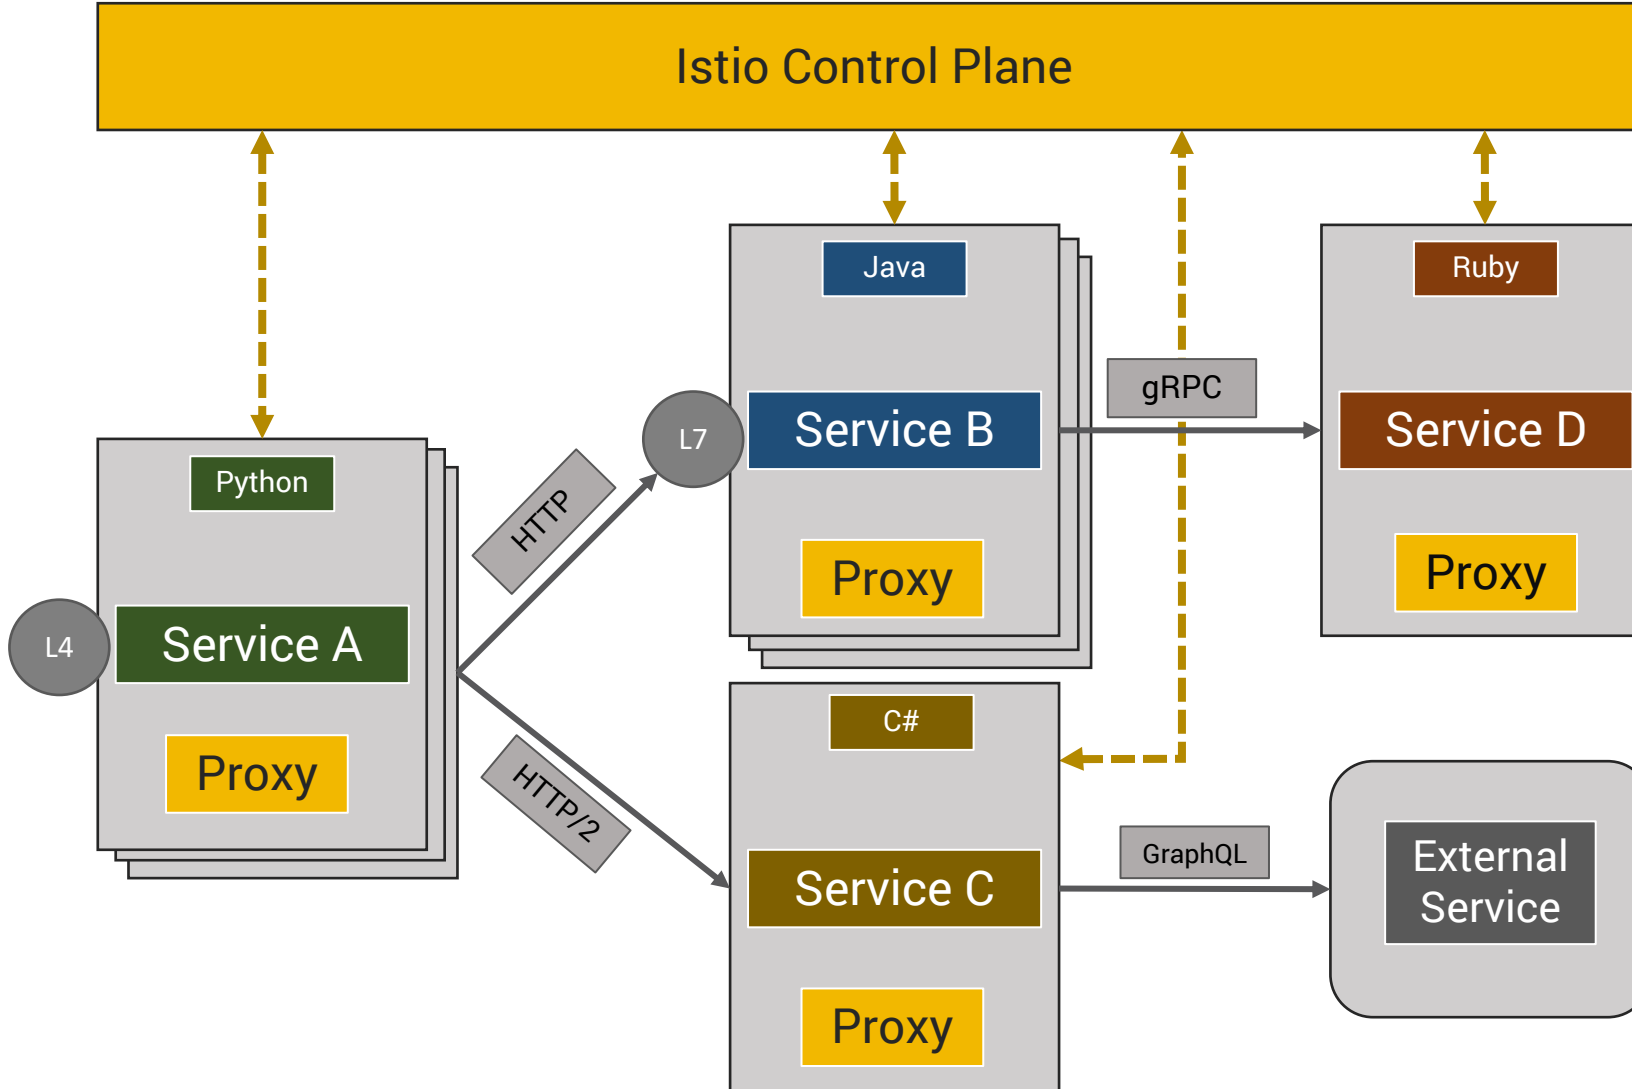 Istio Control Plane
Java
Ruby
gRPC
L7
Service B
Service D
Python
HTTP
Proxy
Proxy
L4
Service A
C#
Proxy
HTTP/2
GraphQL
External
Service
Service C
Proxy